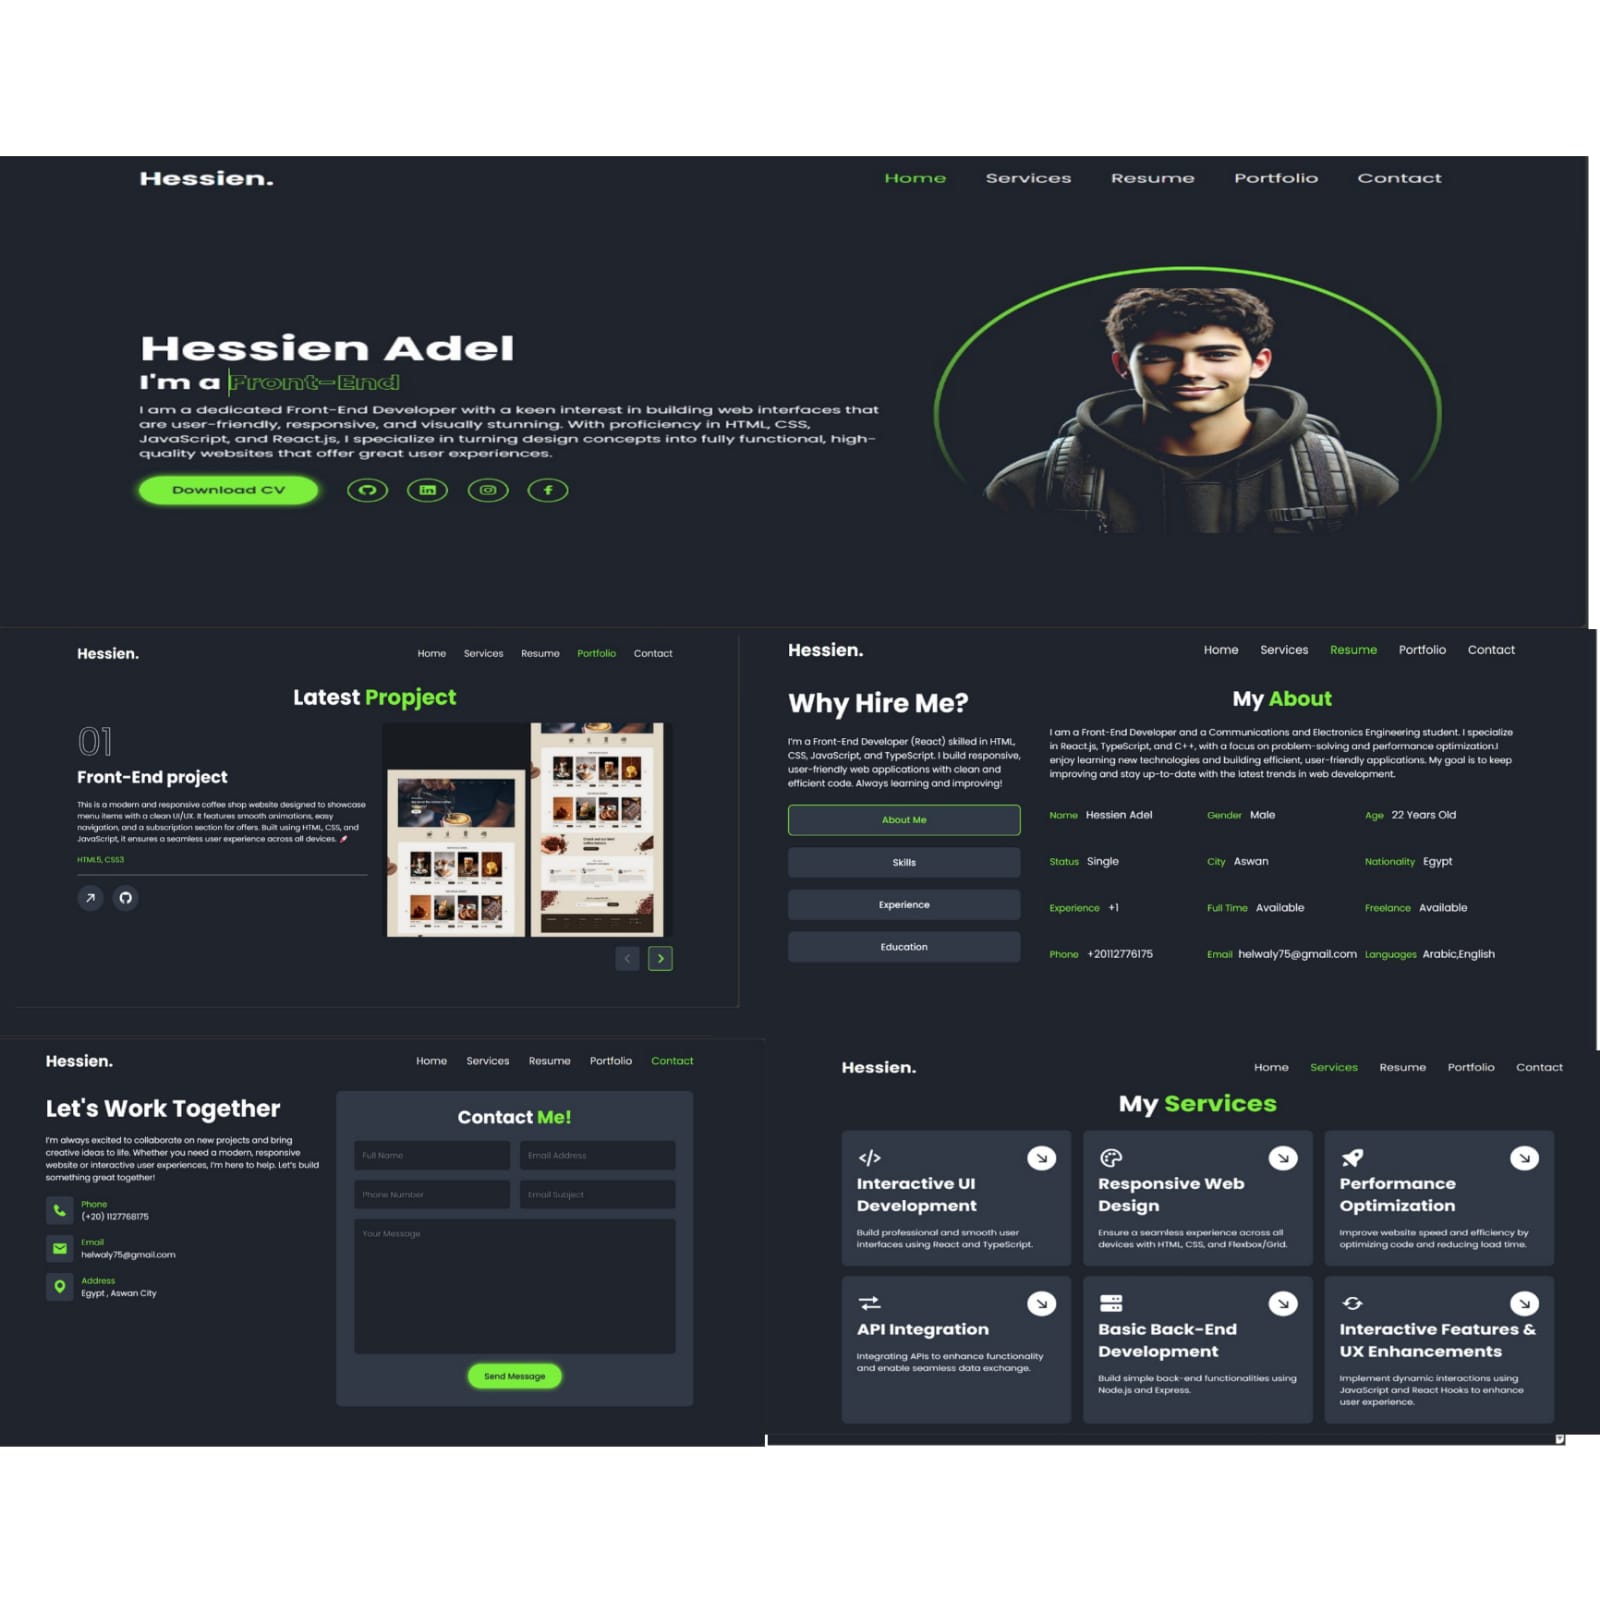 Hessien.
Home Services Resume Portfolio Contact
Hessien Adel
I'm a Front-End
I am a dedicated Front-End Developer with a keen interest in building web interfaces that
are user-friendly, responsive, and visually stunning. With proficiency in HTML, CSS,
JavaScript, and React.js, I specialize in turning design concepts into fully functional, high-
quality websites that offer great user experiences.
Download CV
Hessien.
Home Services Resume Portfolio Contact
Latest Propject
01
Front-End project
This is a modern and responsive coffee shop website designed to showcase
menu items with a clean UI/UX. It features smooth animations, easy
navigation, and a subscription section for offers. Built using HTML, CSS, and
JavaScript, it ensures a seamless user experience across all devices. 🚀
HTML5, CSS3
Hessien.
Home Services Resume Portfolio Contact
Why Hire Me?
I'm a Front-End Developer (React) skilled in HTML,
CSS, JavaScript, and TypeScript. I build responsive,
user-friendly web applications with clean and
efficient code. Always learning and improving!
About Me
Skills
Experience
Education
My About
I am a Front-End Developer and a Communications and Electronics Engineering student. I specialize
in React.js, TypeScript, and C++, with a focus on problem-solving and performance optimization.I
enjoy learning new technologies and building efficient, user-friendly applications. My goal is to keep
improving and stay up-to-date with the latest trends in web development.
Name Hessien Adel Gender Male Age 22 Years Old
Status Single City Aswan Nationality Egypt
Experience +1 Full Time Available Freelance Available
Phone +20112776175 Email helwaly75@gmail.com Languages Arabic,English
Hessien.
Home Services Resume Portfolio Contact
Let's Work Together
I'm always excited to collaborate on new projects and bring
creative ideas to life. Whether you need a modern, responsive
website or interactive user experiences, I'm here to help. Let's build
something great together!
Phone
(+20) 1127768175
Email
helwaly75@gmail.com
Address
Egypt , Aswan City
Contact Me!
Full Name Email Address
Phone Number Email Subject
Your Message
Send Message
Hessien.
Home Services Resume Portfolio Contact
My Services
</>
Interactive UI
Development
Build professional and smooth user
interfaces using React and TypeScript.
Responsive Web
Design
Ensure a seamless experience across all
devices with HTML, CSS, and Flexbox/Grid.
Performance
Optimization
Improve website speed and efficiency by
optimizing code and reducing load time.
API Integration
Integrating APIs to enhance functionality
and enable seamless data exchange.
Basic Back-End
Development
Build simple back-end functionalities using
Node.js and Express.
Interactive Features &
UX Enhancements
Implement dynamic interactions using
JavaScript and React Hooks to enhance
user experience.